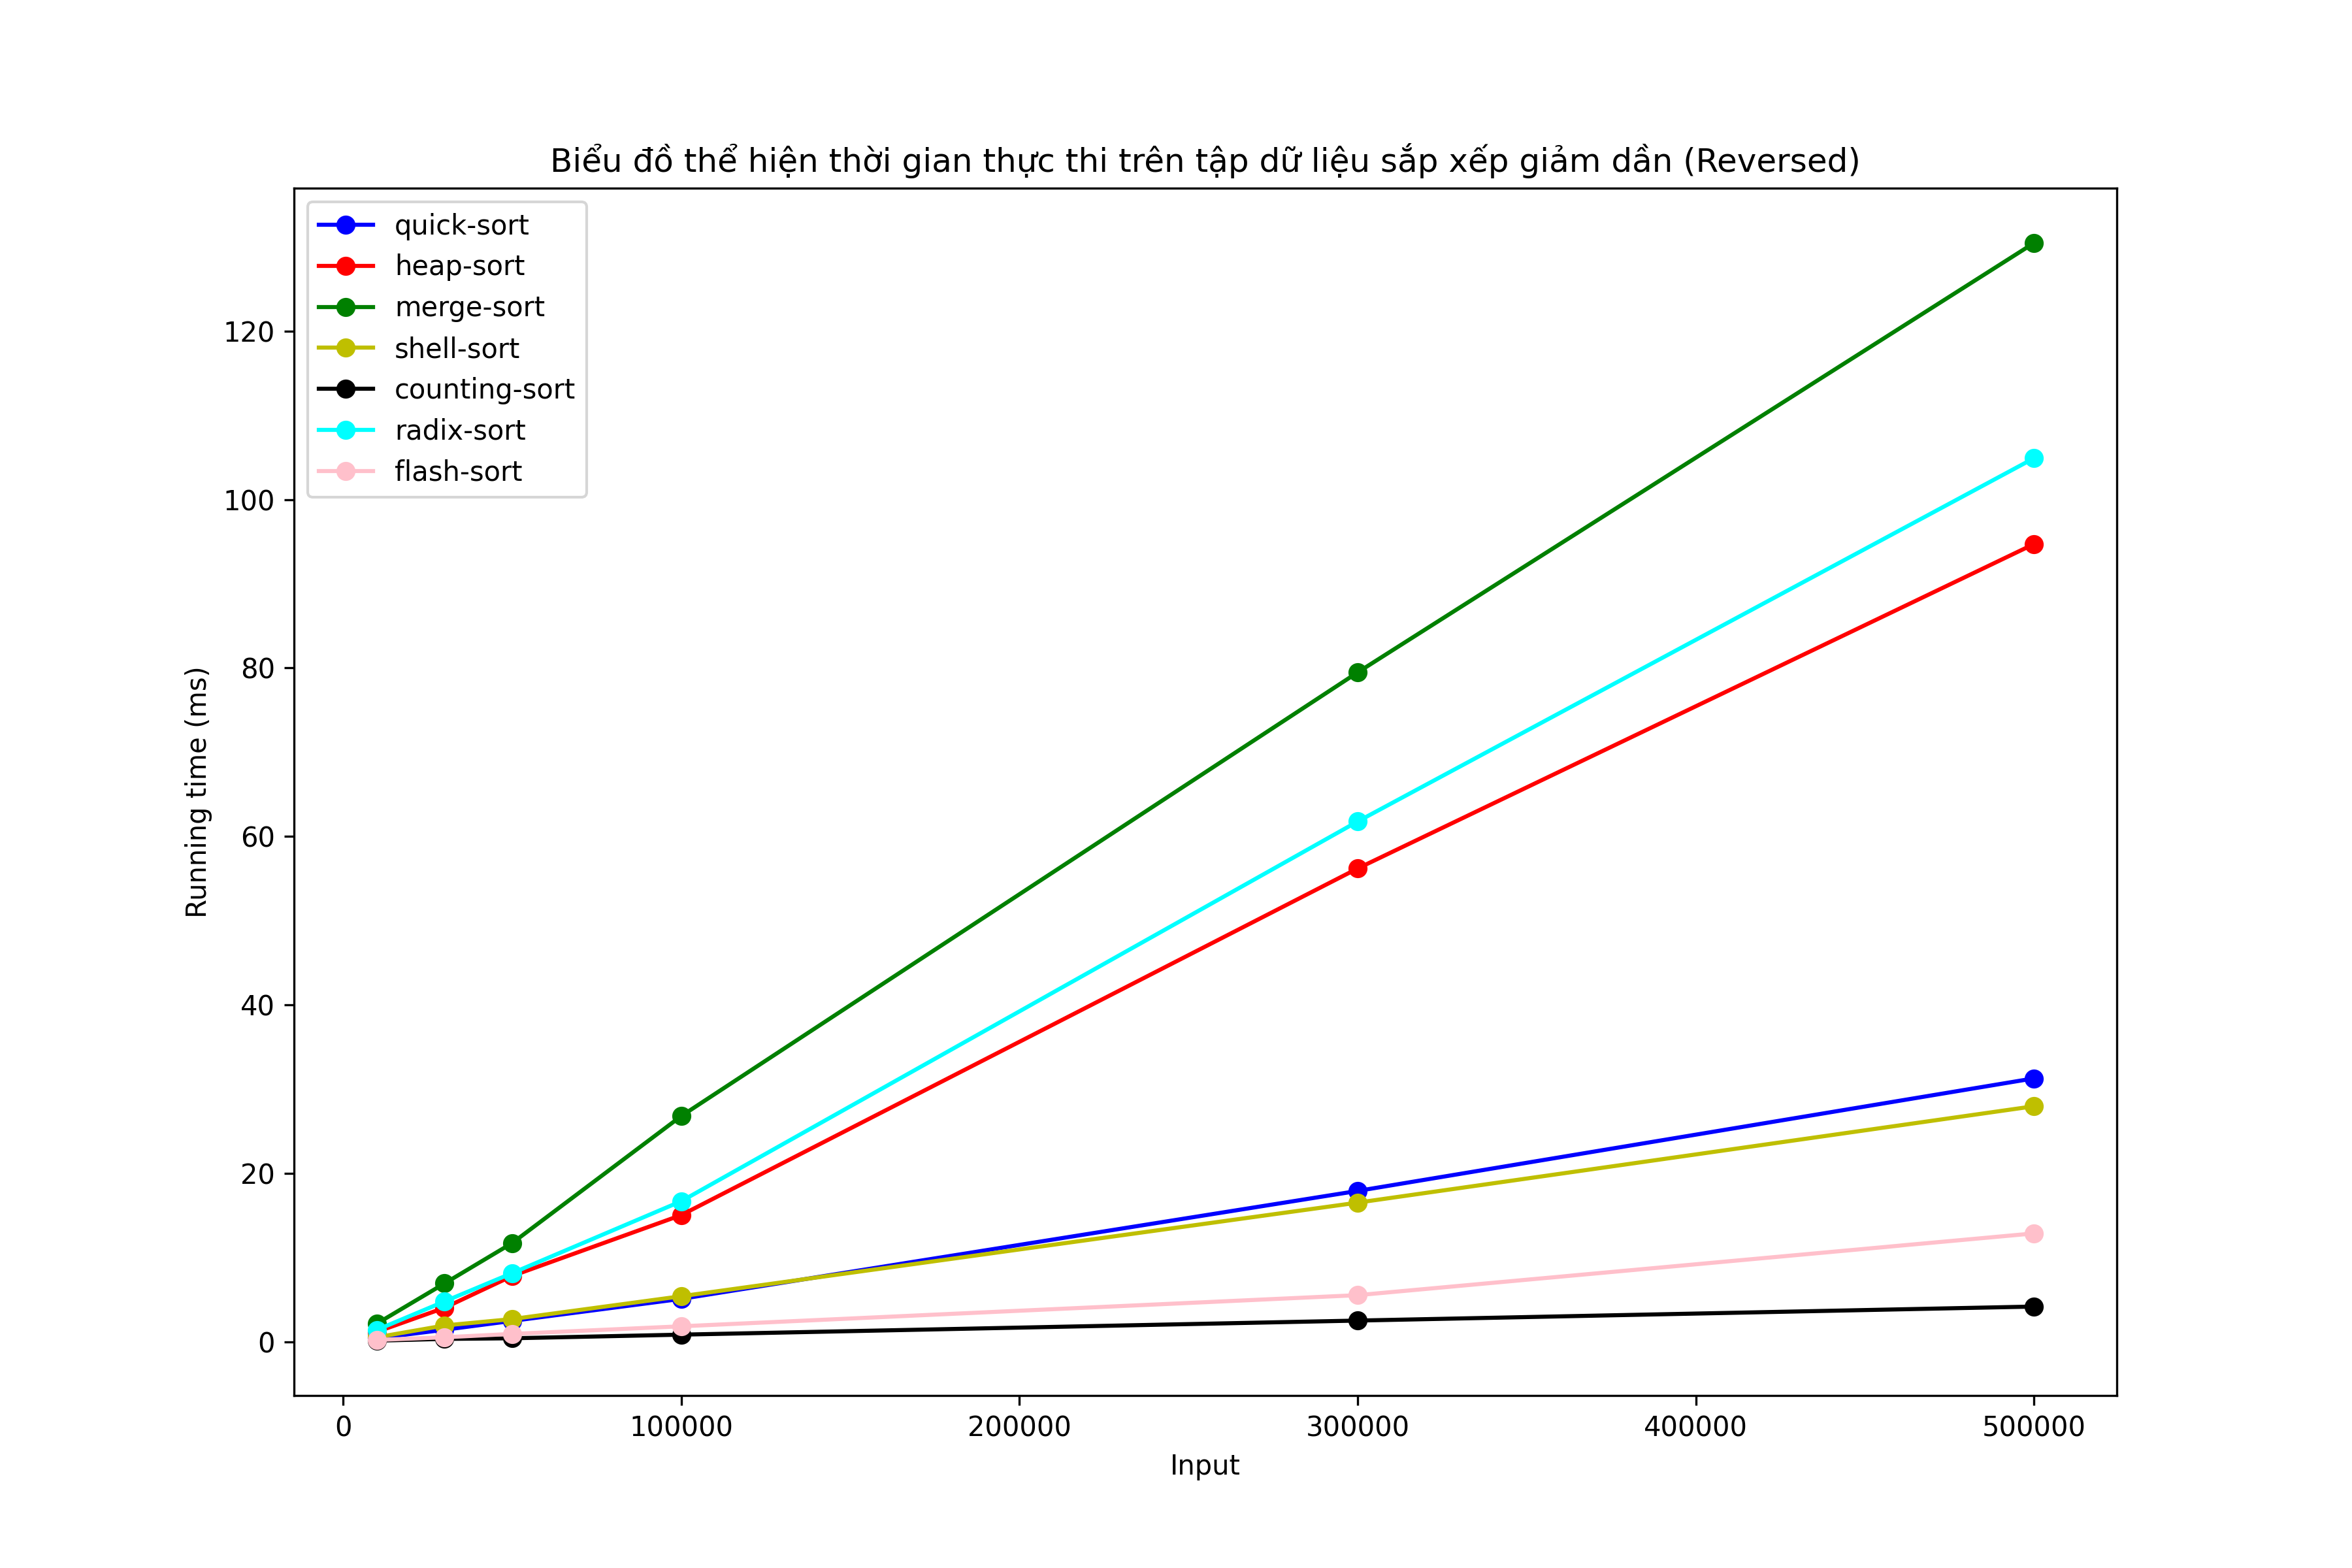 Biểu đồ thể hiện thời gian thực thi trên tập dữ liệu sắp xếp giảm dần (Reversed)
quick-sort
heap-sort
merge-sort
shell-sort
counting-sort
radix-sort
flash-sort
Running time (ms)
120
100
80
60
40
20
0
0 100000 200000 300000 400000 500000
Input